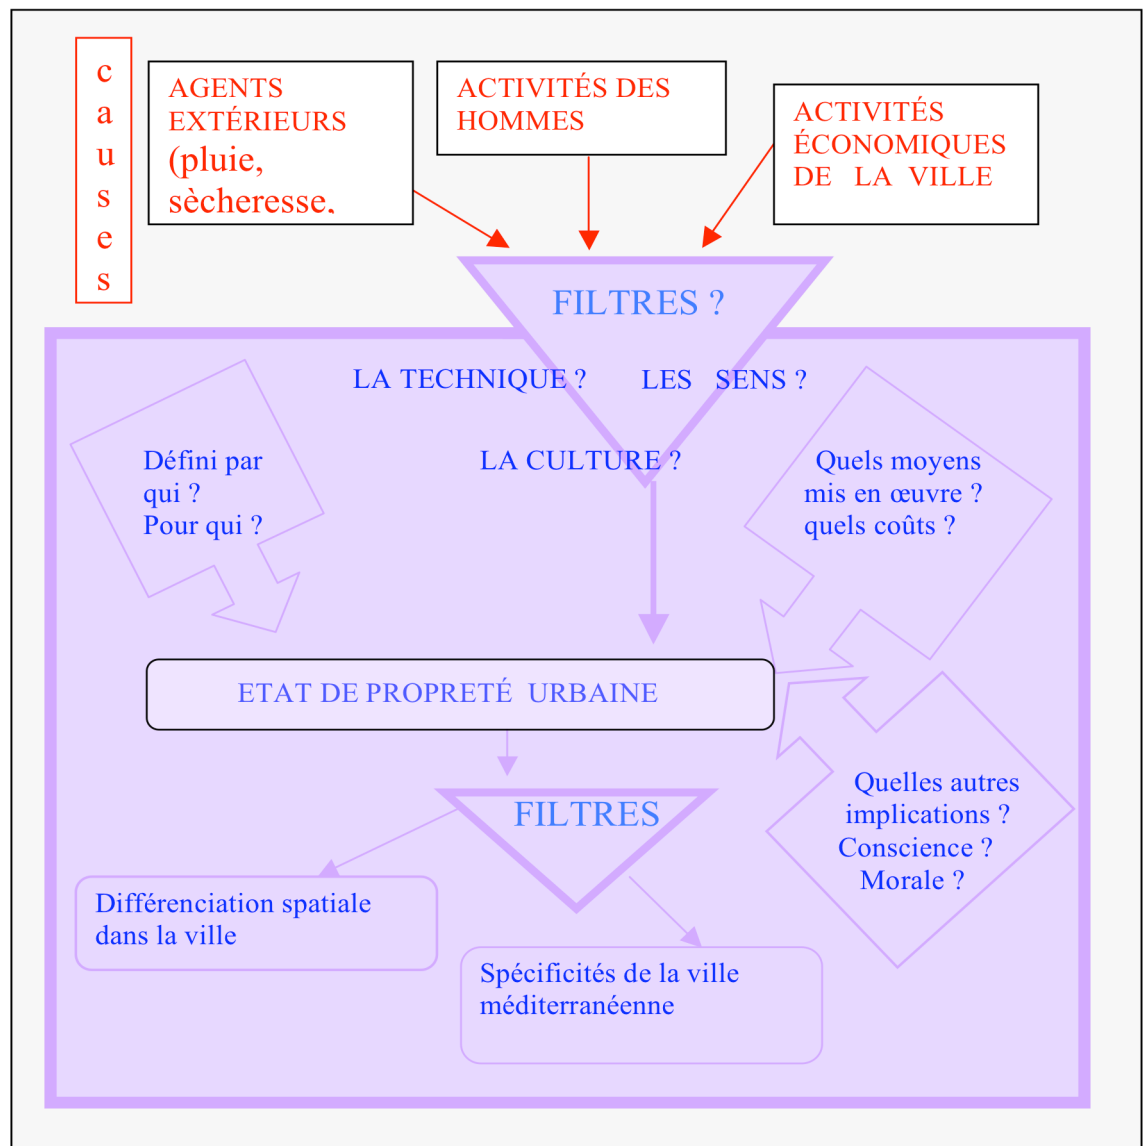 causes
AGENTS
EXTÉRIEURS
(pluie,
sècheresse,
ACTIVITÉS DES
HOMMES
ACTIVITÉS
ÉCONOMIQUES
DE LA VILLE
FILTRES ?
LA TECHNIQUE ? LES SENS ?
LA CULTURE ?
Défini par
qui ?
Pour qui ?
Quels moyens
mis en œuvre ?
quels coûts ?
ETAT DE PROPRETÉ URBAINE
FILTRES
Quelles autres
implications ?
Conscience ?
Morale ?
Différenciation spatiale
dans la ville
Spécificités de la ville
méditerranéenne